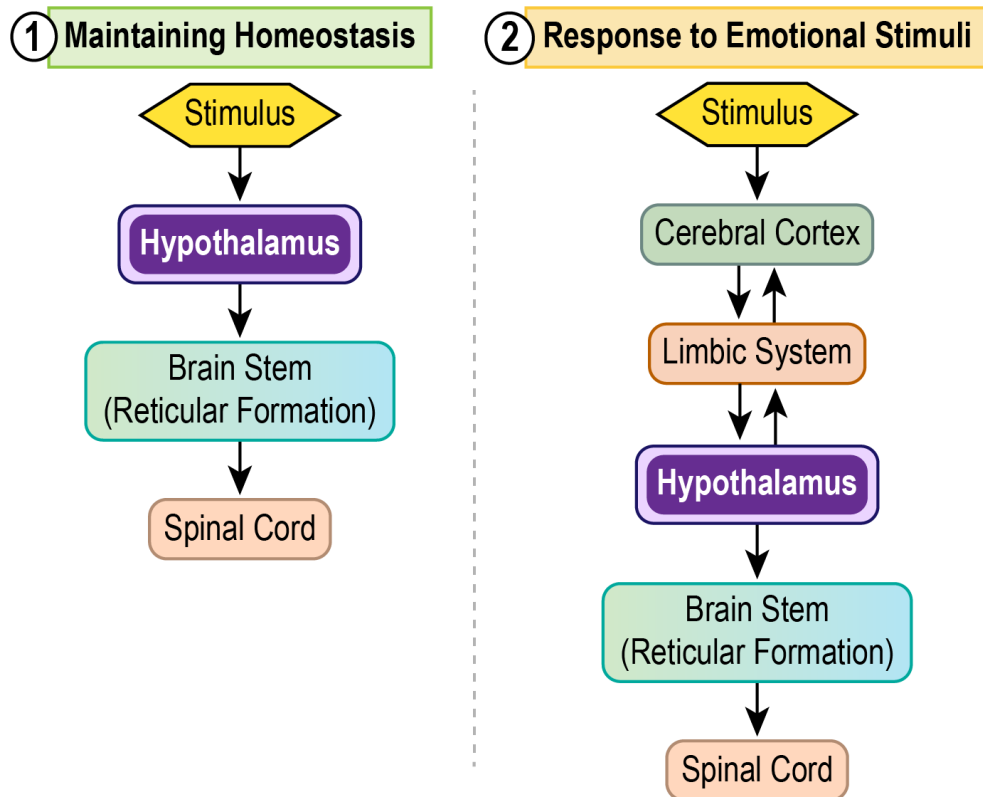 1 Maintaining Homeostasis
Stimulus
Hypothalamus
Brain Stem
(Reticular Formation)
Spinal Cord
2 Response to Emotional Stimuli
Stimulus
Cerebral Cortex
Limbic System
Hypothalamus
Brain Stem
(Reticular Formation)
Spinal Cord